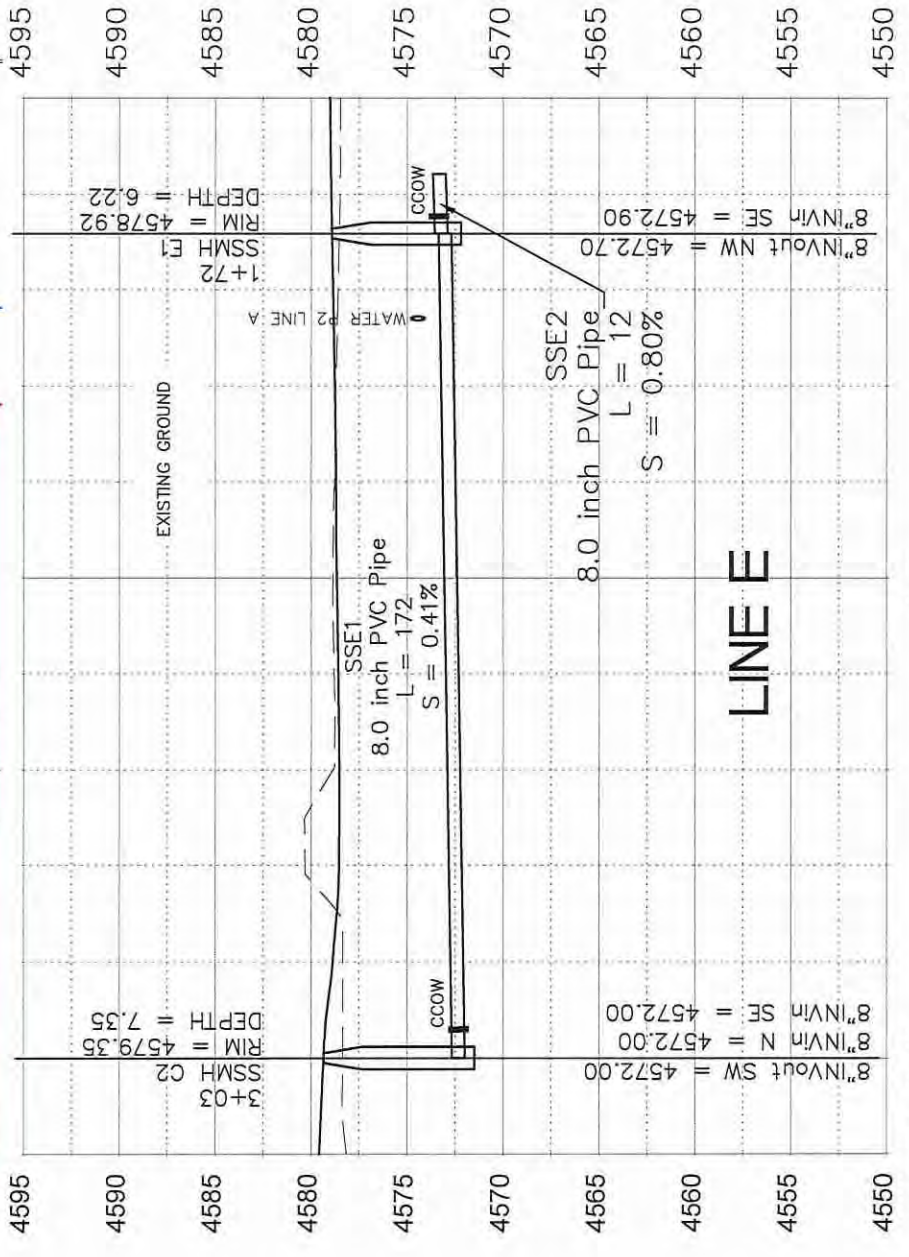 4595
4590
4585
4580
4575
4570
4565
4560
4555
4550
4595
4590
4585
4580
4575
4570
4565
4560
4555
4550
3+03
SSMH C2
RIM = 4579.35
DEPTH = 7.35
EXISTING GROUND
1+72
SSMH E1
RIM = 4578.92
DEPTH = 6.22
WATER P2 LINE A
CCOW
CCOW
SSE1
8.0 inch PVC Pipe
L = 172
S = 0.41%
SSE2
8.0 inch PVC Pipe
L = 12
S = 0.80%
8"INVout SW = 4572.00
8"INVin N = 4572.00
8"INVin SE = 4572.00
8"INVout NW = 4572.70
8"INVin SE = 4572.90
LINE E